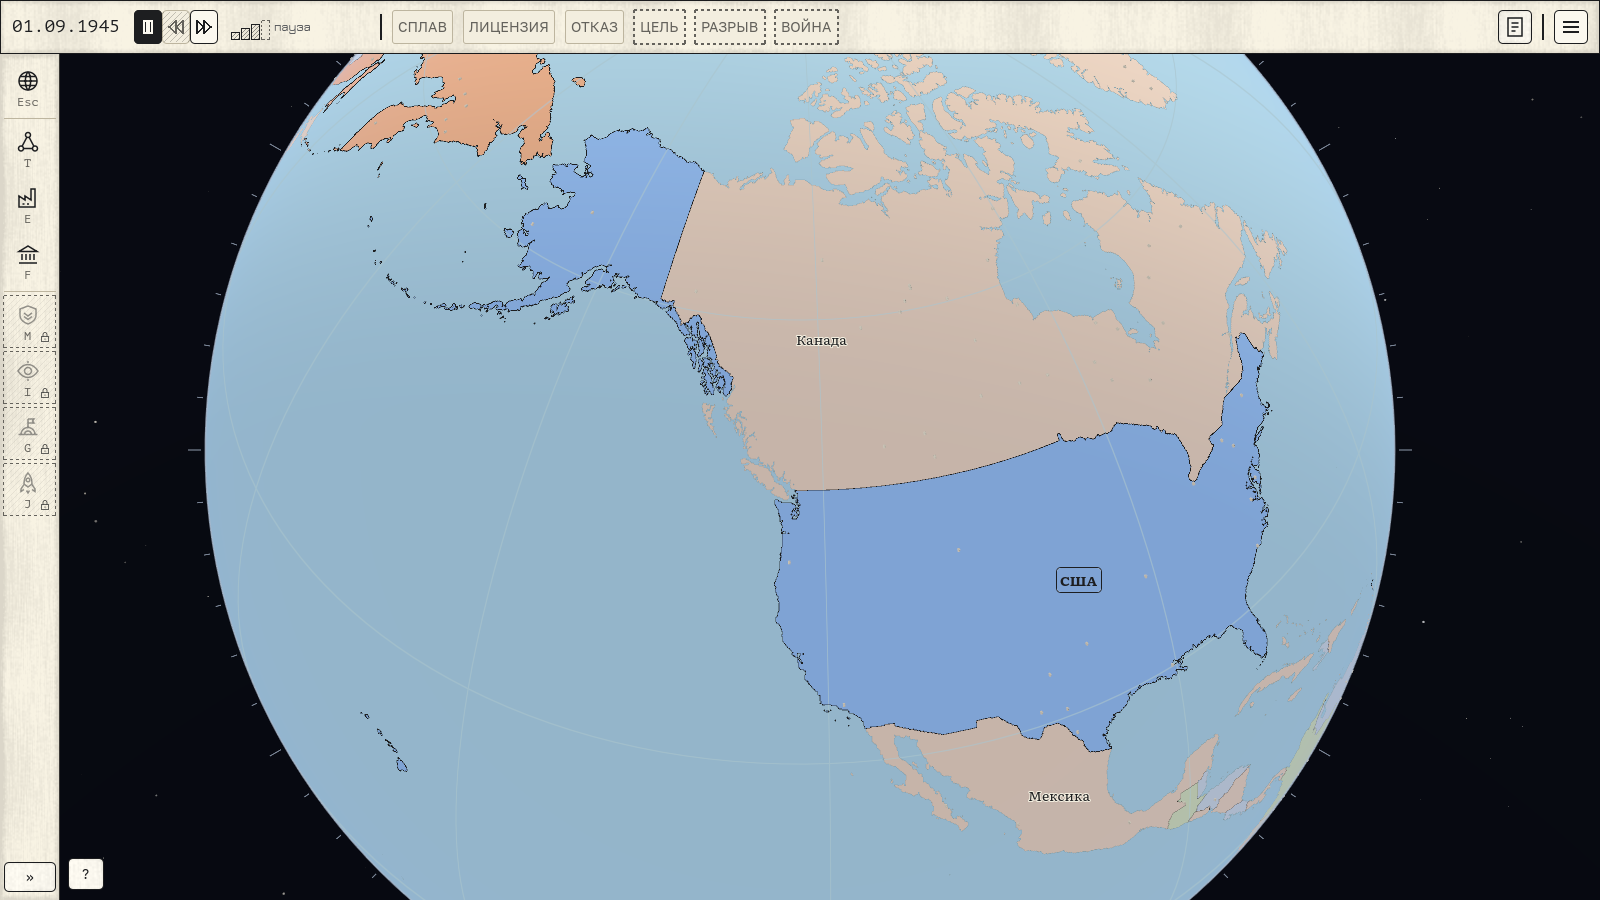 01.09.1945
пауза
СПЛАВ
ЛИЦЕНЗИЯ
ОТКАЗ
ЦЕЛЬ
РАЗРЫВ
ВОЙНА
Esc
T
E
F
M
I
G
J
»
?
Канада
США
Мексика